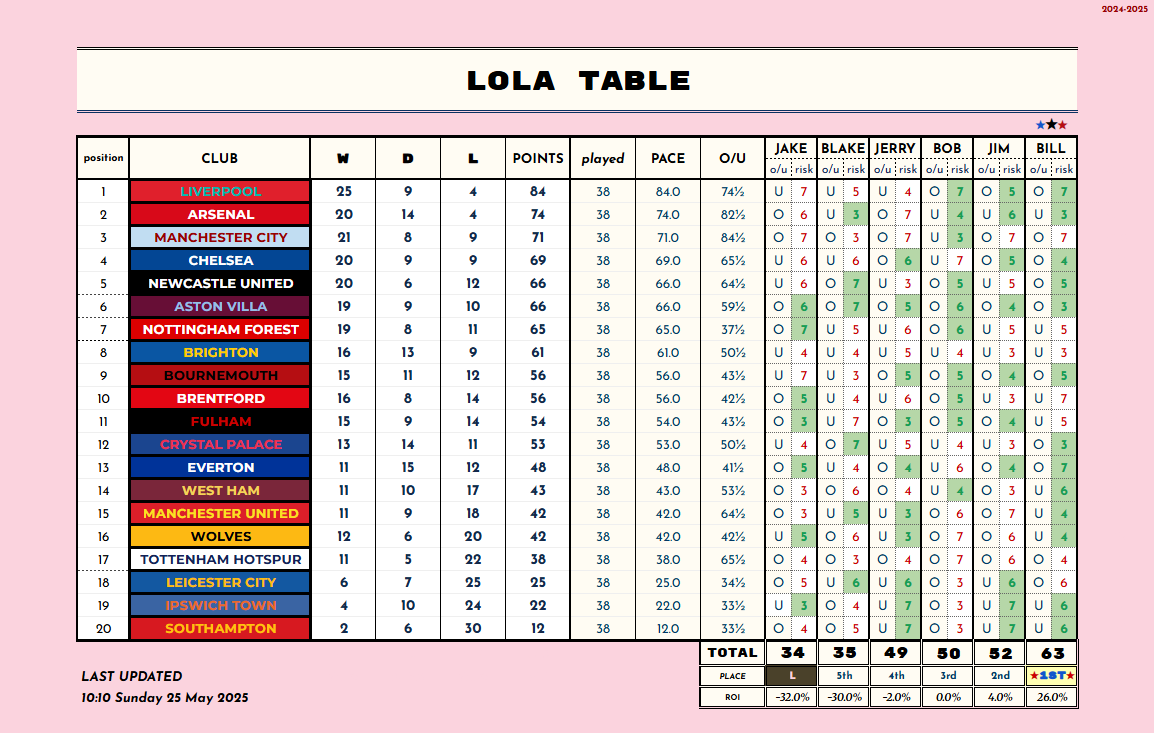 2024-2025
LOLA TABLE
★★★
position CLUB W D L POINTS played PACE O/U JAKE BLAKE JERRY BOB JIM BILL
o/u risk o/u risk o/u risk o/u risk o/u risk o/u risk
1 LIVERPOOL 25 9 4 84 38 84.0 74½ U 7 U 5 U 4 O 7 O 5 O 7
2 ARSENAL 20 14 4 74 38 74.0 82½ O 6 U 3 O 7 U 4 U 6 U 3
3 MANCHESTER CITY 21 8 9 71 38 71.0 84½ O 7 O 3 O 7 U 3 O 7 O 7
4 CHELSEA 20 9 9 69 38 69.0 65½ U 6 U 6 O 6 U 7 O 5 O 4
5 NEWCASTLE UNITED 20 6 12 66 38 66.0 64½ U 6 O 7 U 3 O 5 U 5 O 5
6 ASTON VILLA 19 9 10 66 38 66.0 59½ O 6 O 7 O 5 O 6 O 4 O 3
7 NOTTINGHAM FOREST 19 8 11 65 38 65.0 37½ O 7 U 5 U 6 O 6 U 5 U 5
8 BRIGHTON 16 13 9 61 38 61.0 50½ U 4 U 4 U 5 U 4 U 3 U 3
9 BOURNEMOUTH 15 11 12 56 38 56.0 43½ U 7 U 3 O 5 O 5 O 4 O 5
10 BRENTFORD 16 8 14 56 38 56.0 42½ O 5 U 4 U 6 O 5 U 3 U 7
11 FULHAM 15 9 14 54 38 54.0 46½ O 3 U 7 O 3 O 5 O 4 U 5
12 CRYSTAL PALACE 13 14 11 53 38 53.0 50½ U 4 O 7 U 5 U 4 U 3 O 3
13 EVERTON 11 15 12 48 38 48.0 41½ O 5 U 4 O 4 U 6 O 4 O 7
14 WEST HAM 11 10 17 43 38 43.0 53½ O 3 O 6 O 4 U 4 O 3 U 6
15 MANCHESTER UNITED 11 9 18 42 38 42.0 64½ O 3 U 5 U 3 O 6 O 7 U 4
16 WOLVES 12 6 20 42 38 42.0 42½ U 5 O 6 U 3 O 7 O 6 U 4
17 TOTTENHAM HOTSPUR 11 5 22 38 38 38.0 65½ O 4 O 3 O 4 O 7 O 6 O 4
18 LEICESTER CITY 6 7 25 25 38 25.0 34½ O 5 U 6 U 6 O 3 U 6 O 6
19 IPSWICH TOWN 4 10 24 22 38 22.0 33½ U 3 O 4 U 7 O 3 U 7 U 6
20 SOUTHAMPTON 2 6 30 12 38 12.0 33½ O 4 O 5 U 7 O 3 U 7 U 6
TOTAL 34 35 49 50 52 63
PLACE L 5th 4th 3rd 2nd ★1ST★
ROI -32.0% -30.0% -2.0% 0.0% 4.0% 26.0%
LAST UPDATED
10:10 Sunday 25 May 2025